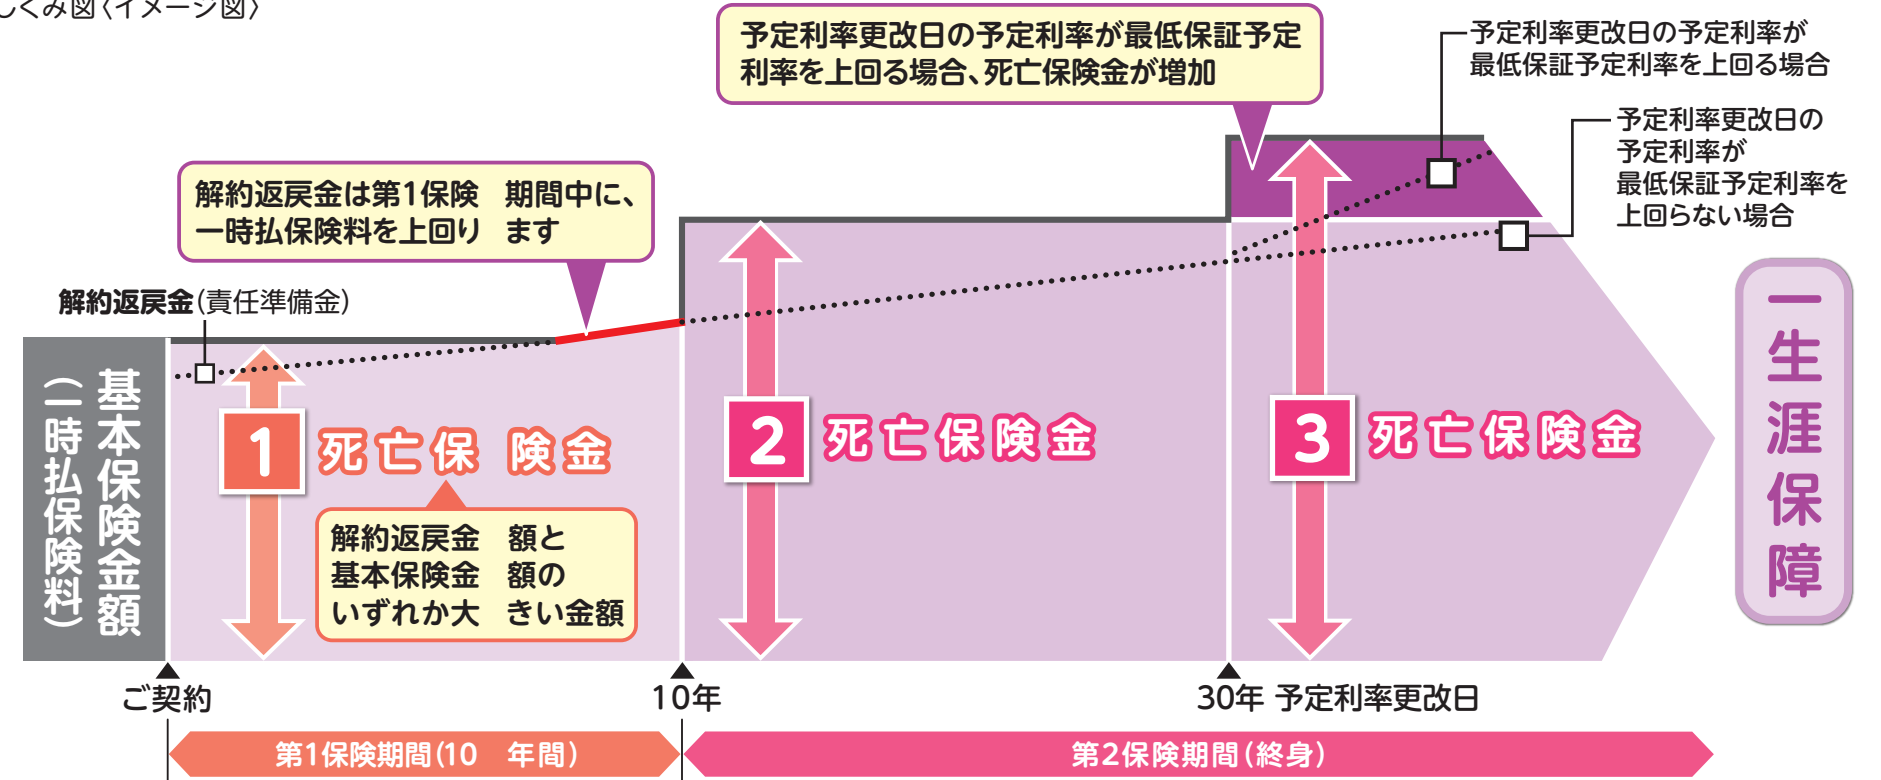 しくみ図〈イメージ図〉
予定利率更改日の予定利率が最低保証予定
利率を上回る場合、死亡保険金が増加
予定利率更改日の予定利率が
最低保証予定利率を上回る場合
予定利率更改日の
予定利率が
最低保証予定利率を
上回らない場合
解約返戻金は第1保険 期間中に、
一時払保険料を上回り ます
解約返戻金(責任準備金)
基本保険金額
(一時払保険料)
1 死亡保 険金
解約返戻金 額と
基本保険金 額の
いずれか大 きい金額
2 死亡保険金
3 死亡保険金
一生涯保障
ご契約
10年
30年 予定利率更改日
第1保険期間(10 年間)
第2保険期間(終身)